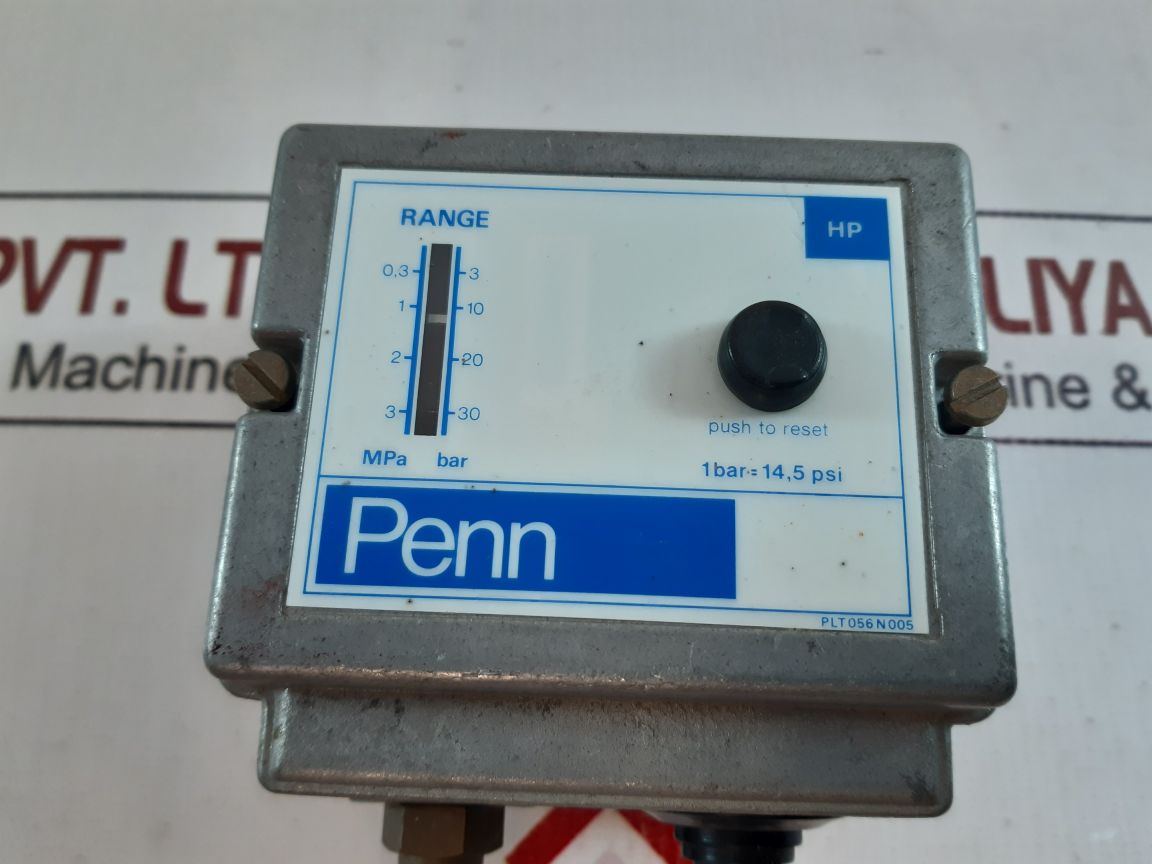 RANGE
HP
0,3 3
1 10
2 20
3 30
MPa bar
push to reset
1bar = 14,5 psi
Penn
PLT056N005
PVT. LT
LIYA
Machine
ine &